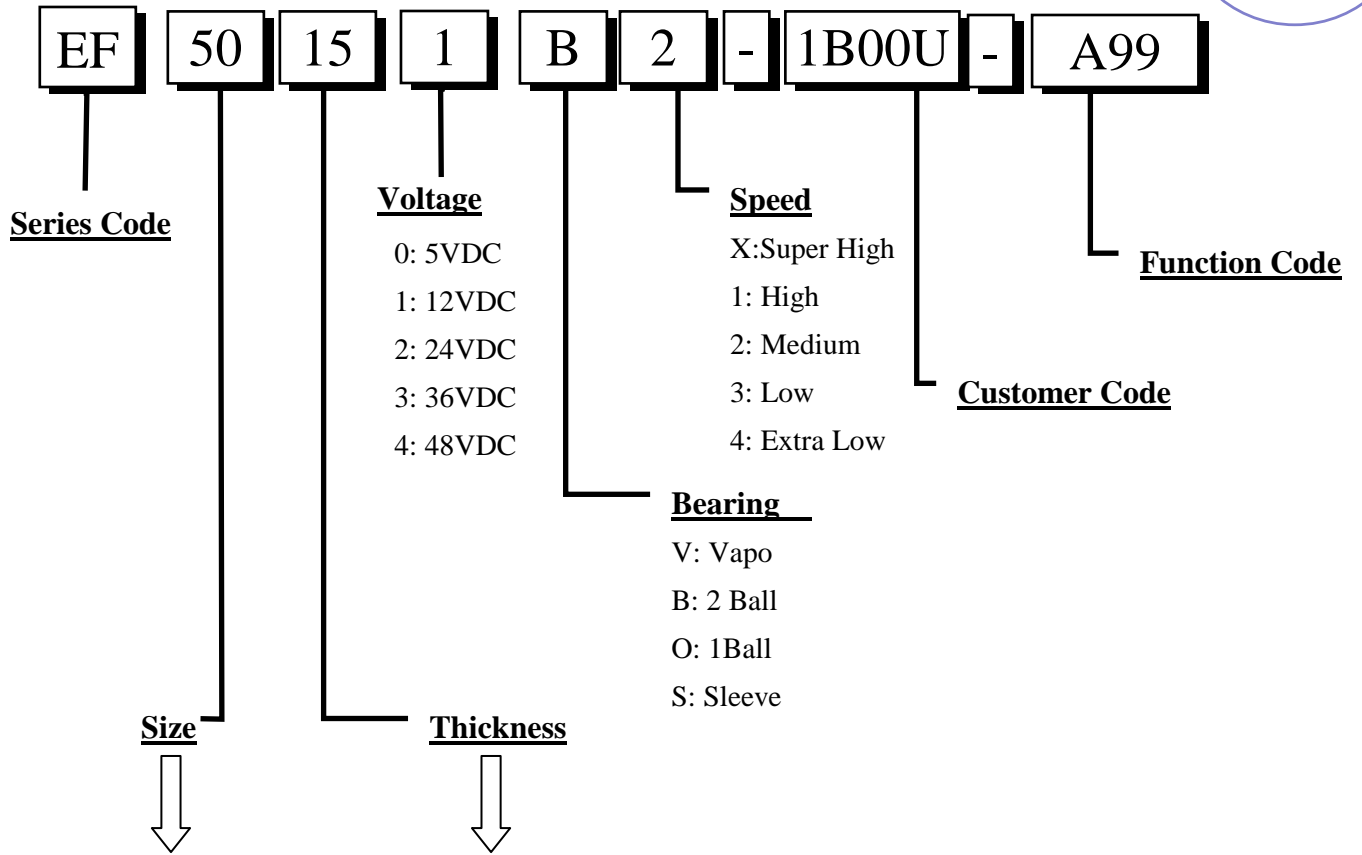 EF 50 15 1 B 2 - 1B00U - A99
Series Code
Voltage
0: 5VDC
1: 12VDC
2: 24VDC
3: 36VDC
4: 48VDC
Speed
X:Super High
1: High
2: Medium
3: Low
4: Extra Low
Function Code
Customer Code
Bearing
V: Vapo
B: 2 Ball
O: 1Ball
S: Sleeve
Size
Thickness